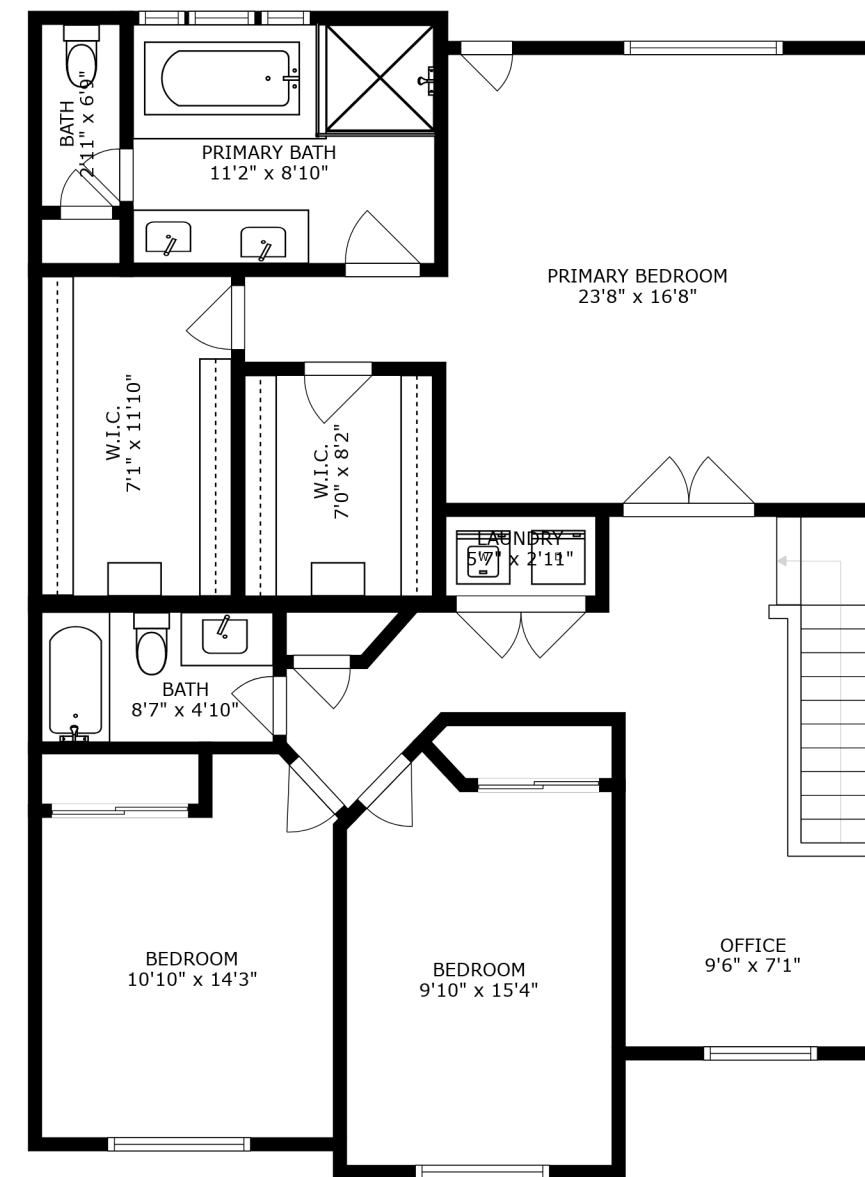 BATH
2'11" x 6'9"
PRIMARY BATH
11'2" x 8'10"
PRIMARY BEDROOM
23'8" x 16'8"
W.I.C.
7'1" x 11'10"
W.I.C.
7'0" x 8'2"
LAUNDRY
5'7" x 2'11"
W
D
BATH
8'7" x 4'10"
BEDROOM
10'10" x 14'3"
BEDROOM
9'10" x 15'4"
OFFICE
9'6" x 7'1"